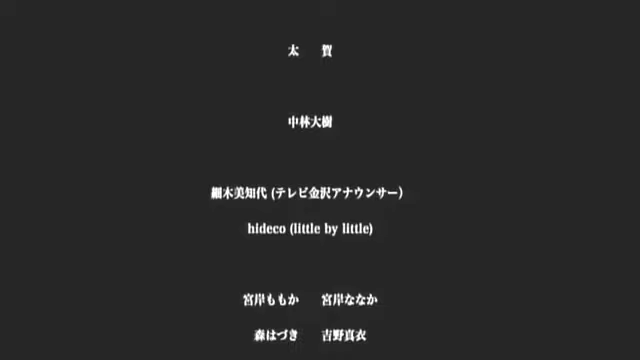 太　賀
中林大樹
細木美知代 (テレビ金沢アナウンサー)
hideco (little by little)
宮岸ももか　宮岸ななか
森はづき　吉野真衣